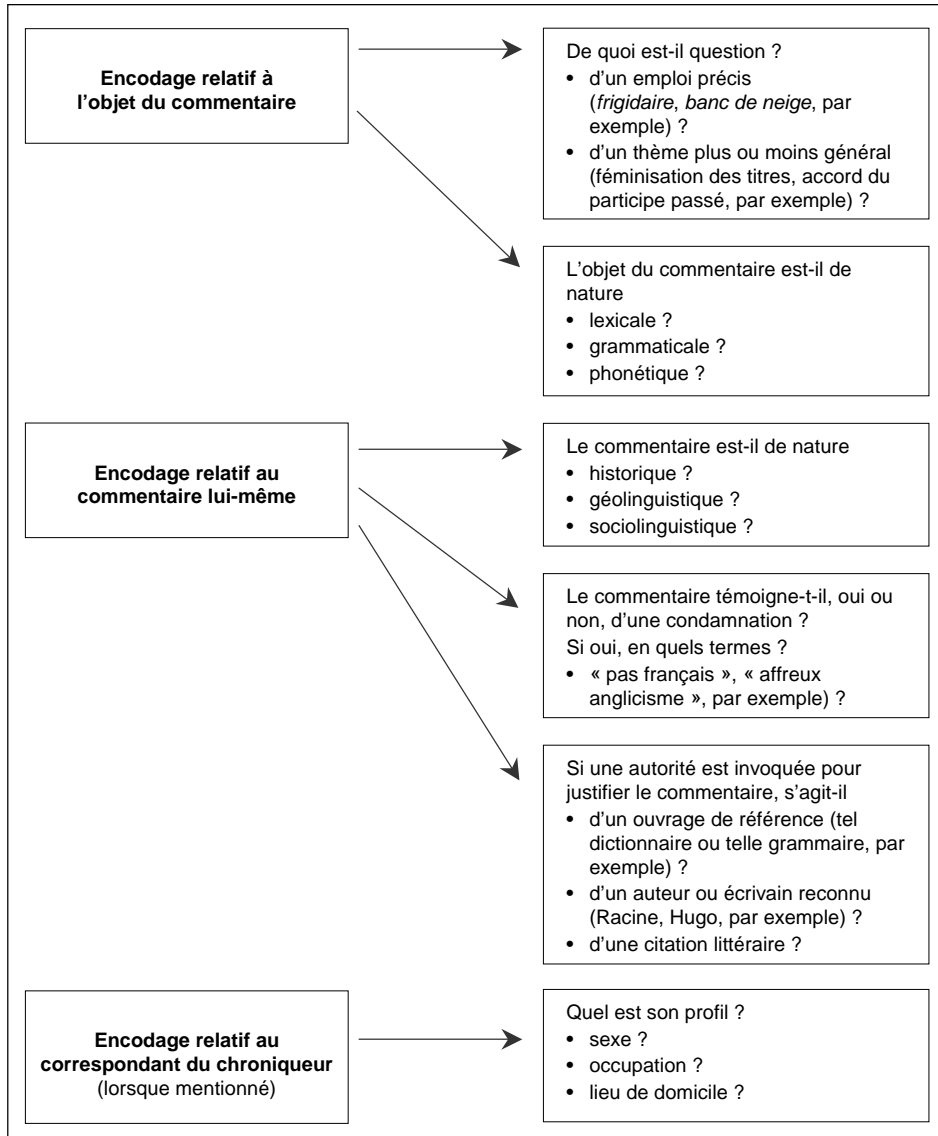 Encodage relatif à
l’objet du commentaire
De quoi est-il question ?
• d’un emploi précis
(frigidaire, banc de neige, par
exemple) ?
• d’un thème plus ou moins général
(féminisation des titres, accord du
participe passé, par exemple) ?
L’objet du commentaire est-il de
nature
• lexicale ?
• grammaticale ?
• phonétique ?
Encodage relatif au
commentaire lui-même
Le commentaire est-il de nature
• historique ?
• géolinguistique ?
• sociolinguistique ?
Le commentaire témoigne-t-il, oui ou
non, d’une condamnation ?
Si oui, en quels termes ?
• « pas français », « affreux
anglicisme », par exemple) ?
Si une autorité est invoquée pour
justifier le commentaire, s’agit-il
• d’un ouvrage de référence (tel
dictionnaire ou telle grammaire, par
exemple) ?
• d’un auteur ou écrivain reconnu
(Racine, Hugo, par exemple) ?
• d’une citation littéraire ?
Encodage relatif au
correspondant du chroniqueur
(lorsque mentionné)
Quel est son profil ?
• sexe ?
• occupation ?
• lieu de domicile ?